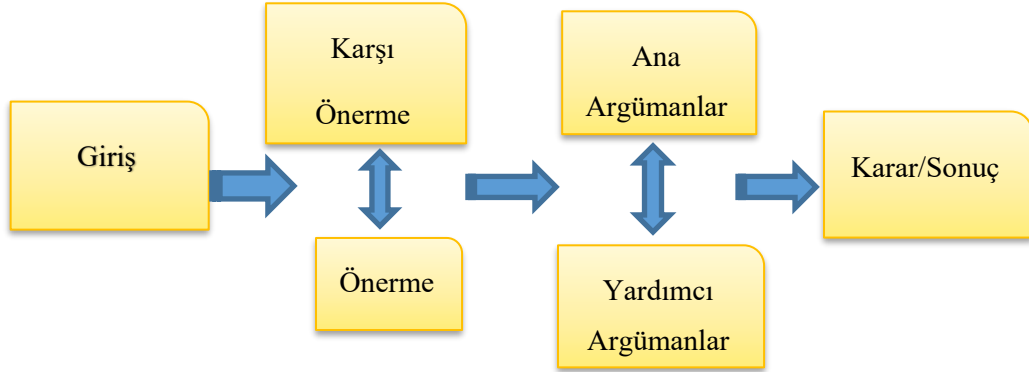 Giriş
Karşı
Önerme
Önerme
Ana
Argümanlar
Yardımcı
Argümanlar
Karar/Sonuç